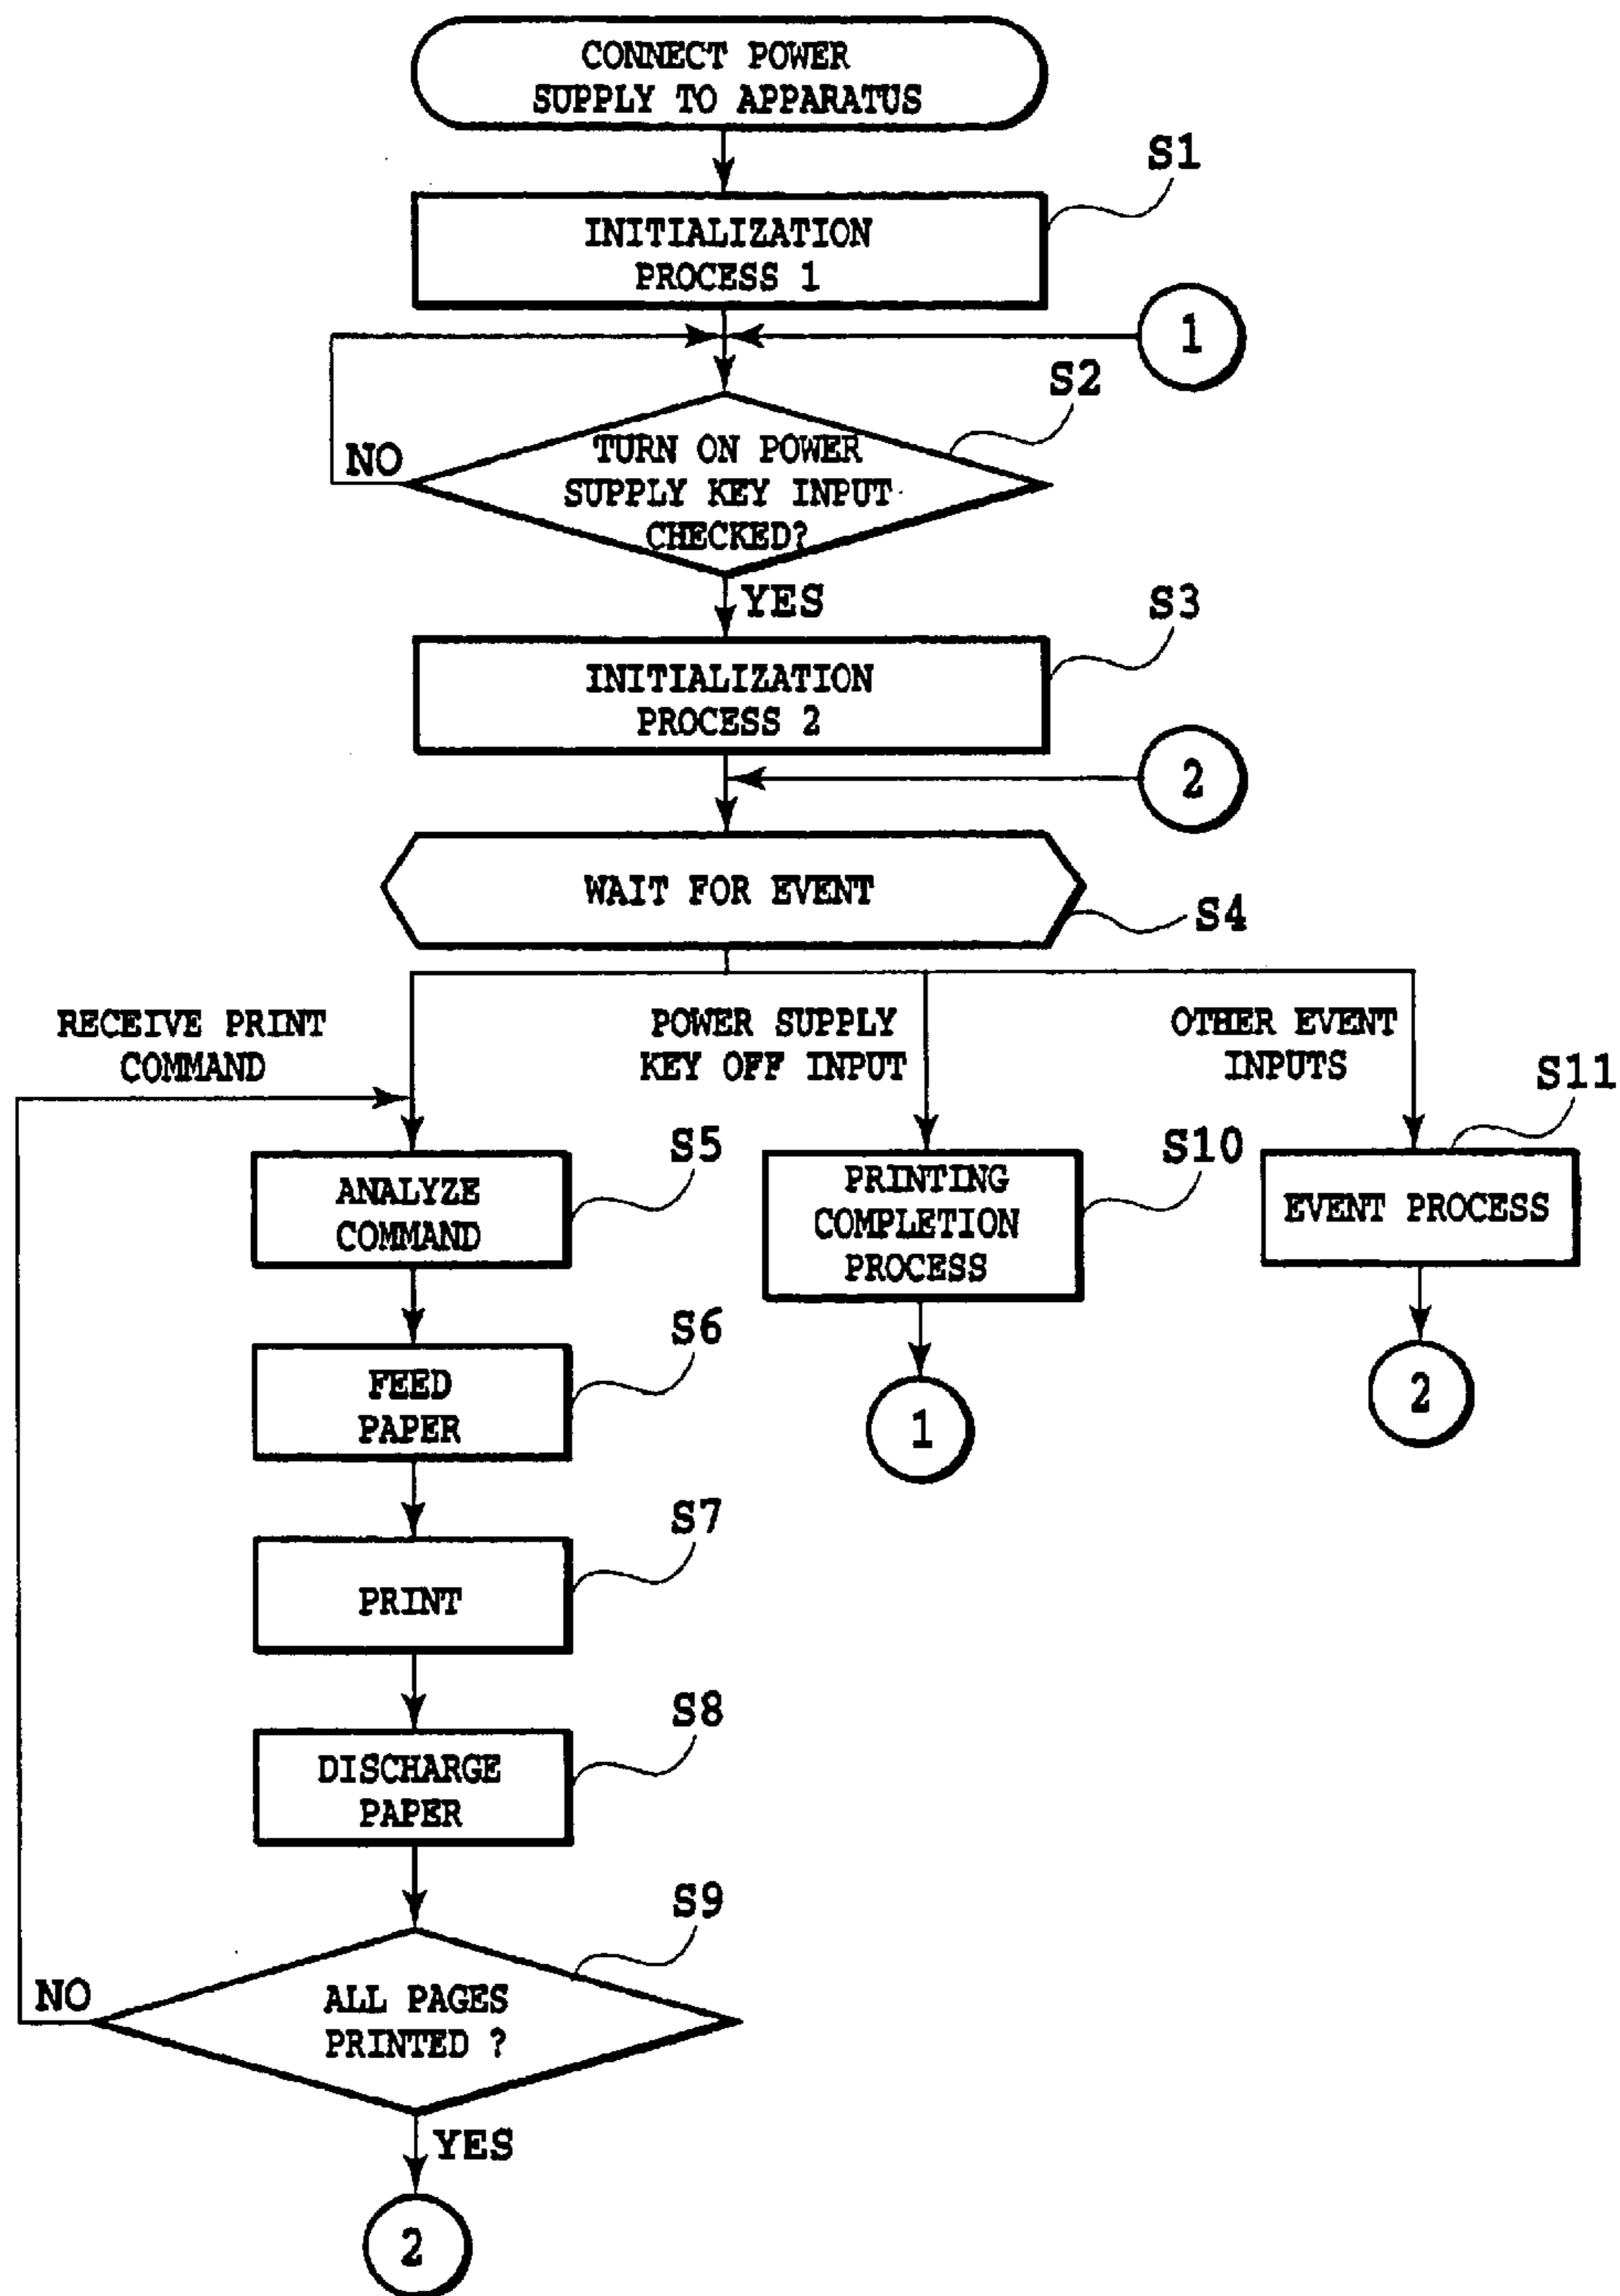 CONNECT POWER
SUPPLY TO APPARATUS
S1
INITIALIZATION
PROCESS 1
1
S2
NO
TURN ON POWER
SUPPLY KEY INPUT
CHECKED?
YES
S3
INITIALIZATION
PROCESS 2
2
WAIT FOR EVENT
S4
RECEIVE PRINT
COMMAND
POWER SUPPLY
KEY OFF INPUT
OTHER EVENT
INPUTS
S11
S5
ANALYZE
COMMAND
S10
PRINTING
COMPLETION
PROCESS
EVENT PROCESS
S6
FEED
PAPER
1
2
S7
PRINT
S8
DISCHARGE
PAPER
S9
NO
ALL PAGES
PRINTED ?
YES
2